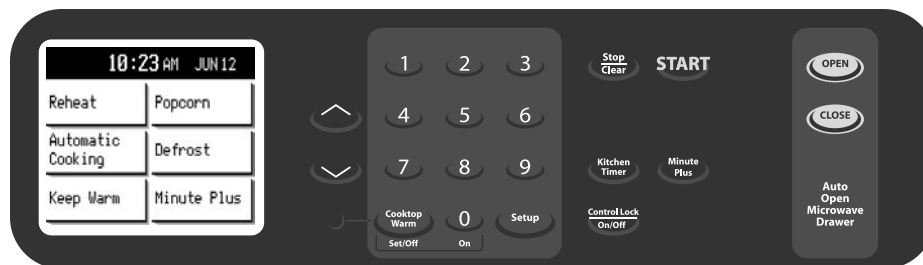 10:23 AM JUN 12
Reheat
Popcorn
Automatic
Cooking
Defrost
Keep Warm
Minute Plus
1 2 3
4 5 6
7 8 9
Cooktop
Warm
0
Setup
Set/Off
On
Stop
Clear
START
Kitchen
Timer
Minute
Plus
Control Lock
On/Off
OPEN
CLOSE
Auto
Open
Microwave
Drawer